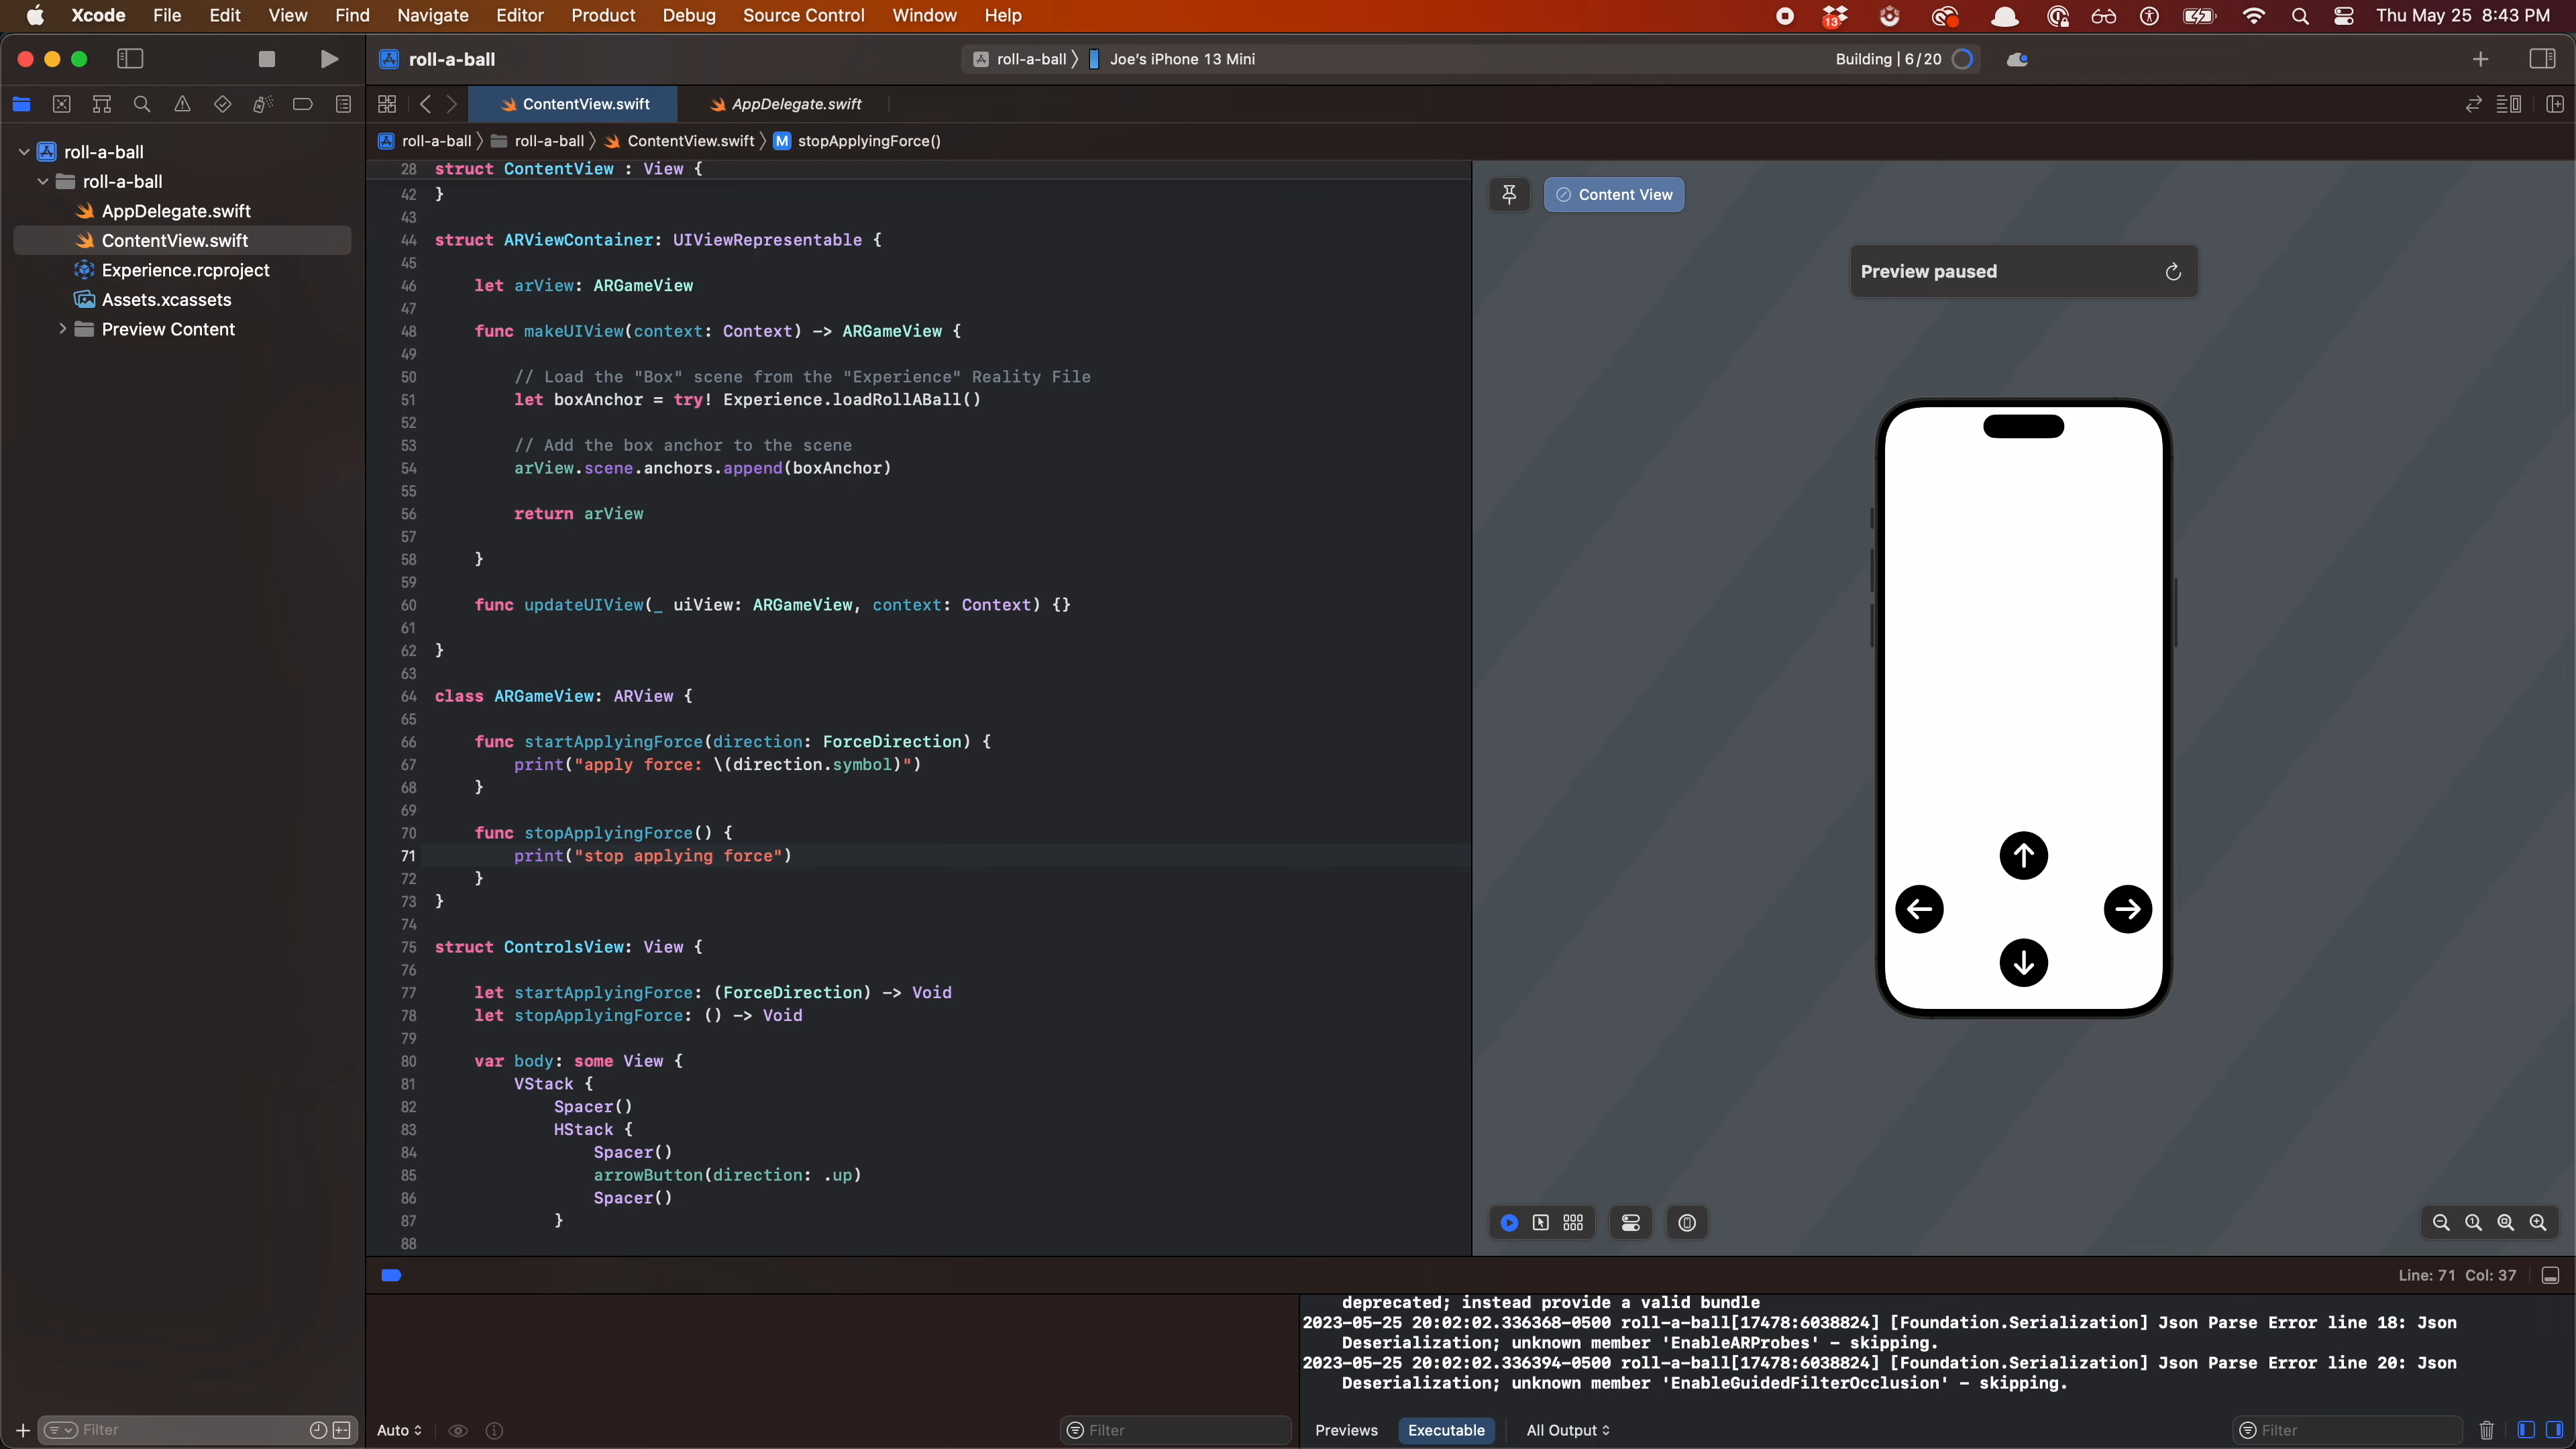 Xcode File Edit View Find Navigate Editor Product Debug Source Control Window Help
13
Thu May 25 8:43 PM
roll-a-ball
roll-a-ball 〉 Joe's iPhone 13 Mini
Building | 6/20
ContentView.swift
AppDelegate.swift
roll-a-ball 〉 roll-a-ball 〉 ContentView.swift 〉 M stopApplyingForce()
roll-a-ball
roll-a-ball
AppDelegate.swift
ContentView.swift
Experience.rcproject
Assets.xcassets
Preview Content
28 struct ContentView : View {
42 }
43
44 struct ARViewContainer: UIViewRepresentable {
45
46 let arView: ARGameView
47
48 func makeUIView(context: Context) -> ARGameView {
49
50 // Load the "Box" scene from the "Experience" Reality File
51 let boxAnchor = try! Experience.loadRollABall()
52
53 // Add the box anchor to the scene
54 arView.scene.anchors.append(boxAnchor)
55
56 return arView
57
58 }
59
60 func updateUIView(_ uiView: ARGameView, context: Context) {}
61
62 }
63
64 class ARGameView: ARView {
65
66 func startApplyingForce(direction: ForceDirection) {
67 print("apply force: \(direction.symbol)")
68 }
69
70 func stopApplyingForce() {
71 print("stop applying force")
72 }
73 }
74
75 struct ControlsView: View {
76
77 let startApplyingForce: (ForceDirection) -> Void
78 let stopApplyingForce: () -> Void
79
80 var body: some View {
81 VStack {
82 Spacer()
83 HStack {
84 Spacer()
85 arrowButton(direction: .up)
86 Spacer()
87 }
88
Content View
Preview paused
Line: 71 Col: 37
deprecated; instead provide a valid bundle
2023-05-25 20:02:02.336368-0500 roll-a-ball[17478:6038824] [Foundation.Serialization] Json Parse Error line 18: Json
Deserialization; unknown member 'EnableARProbes' - skipping.
2023-05-25 20:02:02.336394-0500 roll-a-ball[17478:6038824] [Foundation.Serialization] Json Parse Error line 20: Json
Deserialization; unknown member 'EnableGuidedFilterOcclusion' - skipping.
Filter
Auto
Filter
Previews Executable All Output
Filter